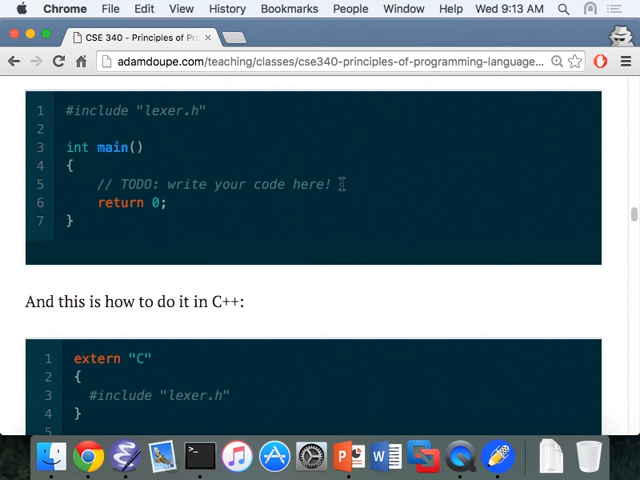 Chrome File Edit View History Bookmarks People Window Help Wed 9:13 AM
CSE 340 - Principles of Pro
adamdoupe.com/teaching/classes/cse340-principles-of-programming-language...
1 #include "lexer.h"
2
3 int main()
4 {
5 // TODO: write your code here!
6 return 0;
7 }
And this is how to do it in C++:
1 extern "C"
2 {
3 #include "lexer.h"
4 }
5